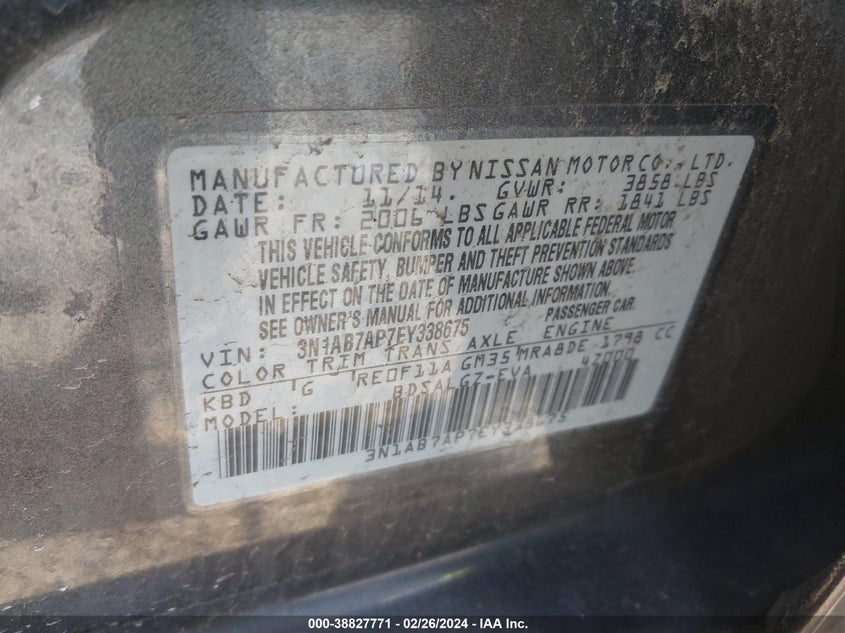 MANUFACTURED BY NISSAN MOTOR CO., LTD.
DATE: 11/14. GVWR: 3858 LBS
GAWR FR: 2006 LBS GAWR RR: 1841 LBS
THIS VEHICLE CONFORMS TO ALL APPLICABLE FEDERAL MOTOR
VEHICLE SAFETY, BUMPER AND THEFT PREVENTION STANDARDS
IN EFFECT ON THE DATE OF MANUFACTURE SHOWN ABOVE.
SEE OWNER'S MANUAL FOR ADDITIONAL INFORMATION.
VIN: 3N1AB7AP7EY338675 PASSENGER CAR.
COLOR TRIM TRANS AXLE ENGINE
KBD G RE0F11A GM35 MRA8DE 1798 CC
MODEL: BDSALG7-EVA 47000
3N1AB7AP7EY338675
000-38827771 - 02/26/2024 - IAA Inc.